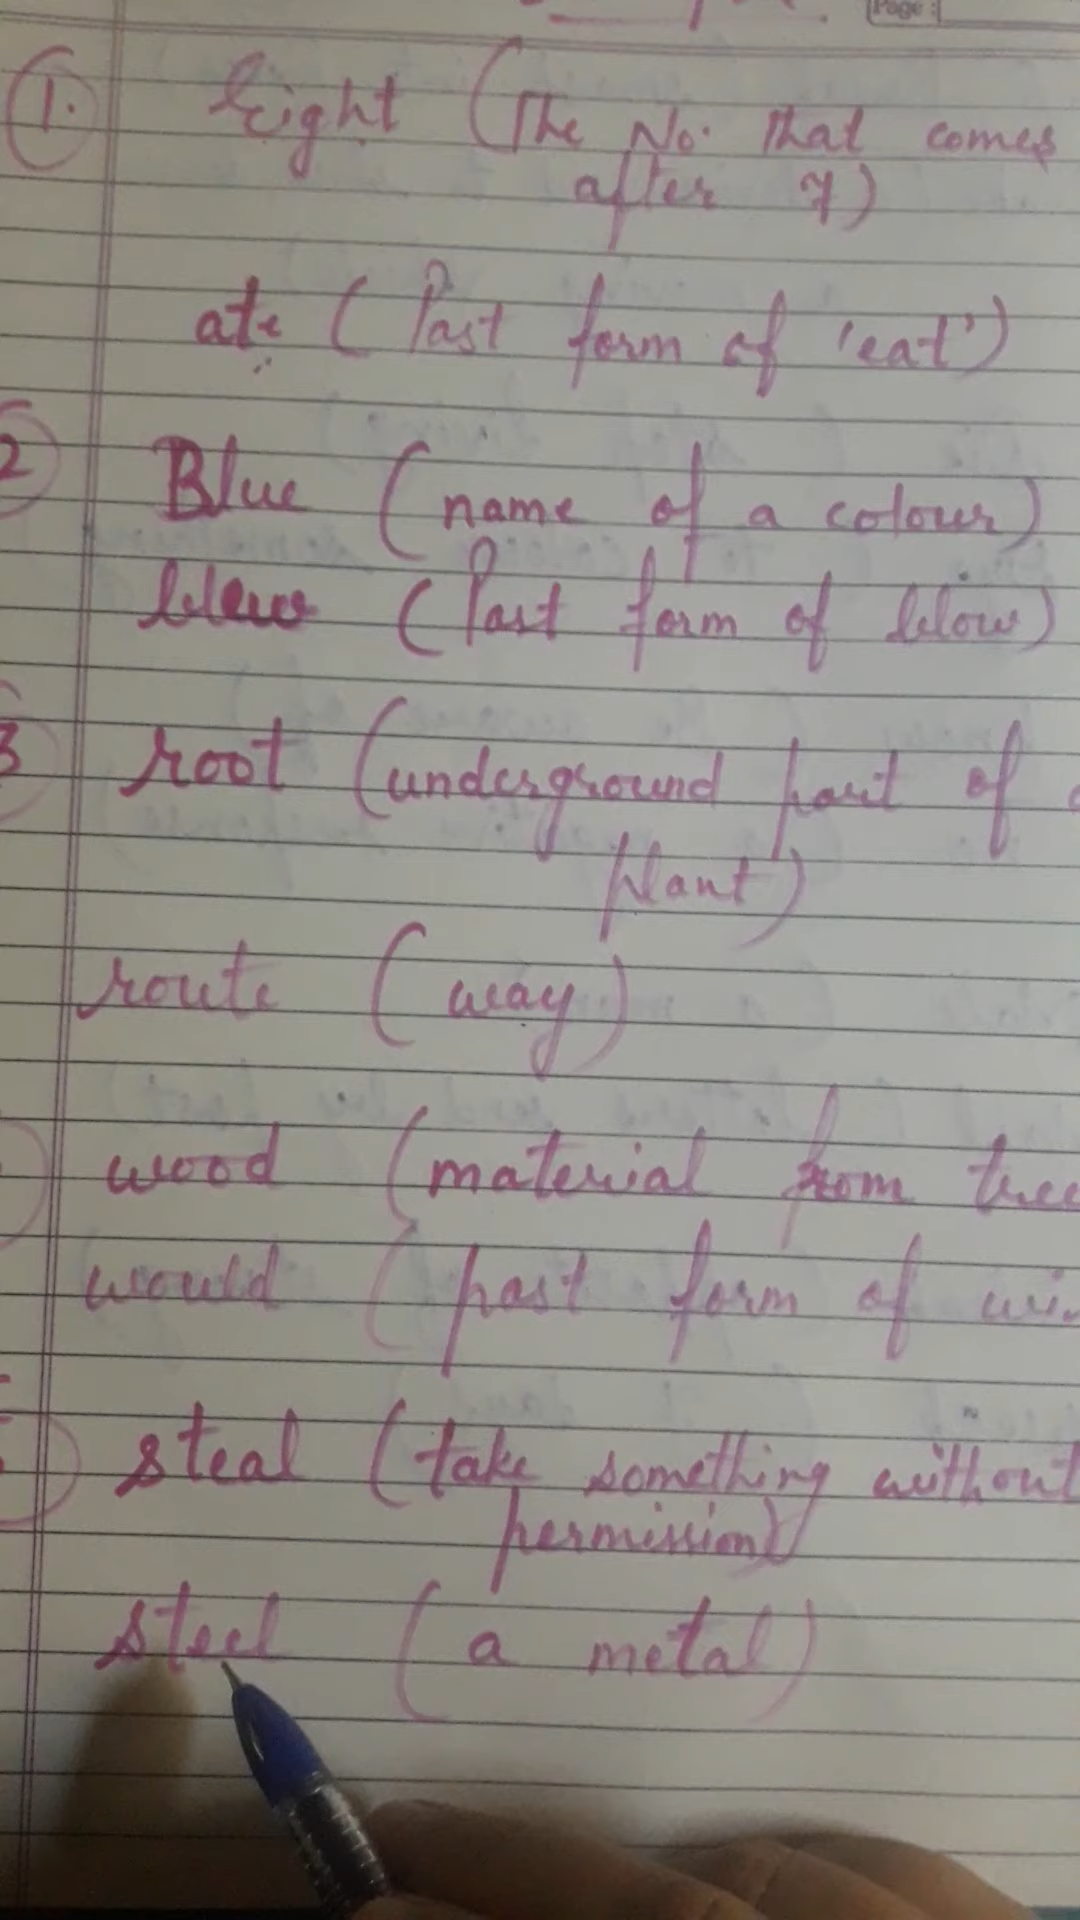 Page :
1. Eight (The No. that comes
after 7)
ate (Past form of 'eat')
2 Blue (name of a colour)
blew (Past form of blow)
3 root (underground part of
plant)
route (way)
wood (material from tree
would (past form of
steal (take something without
permission)
steel (a metal)